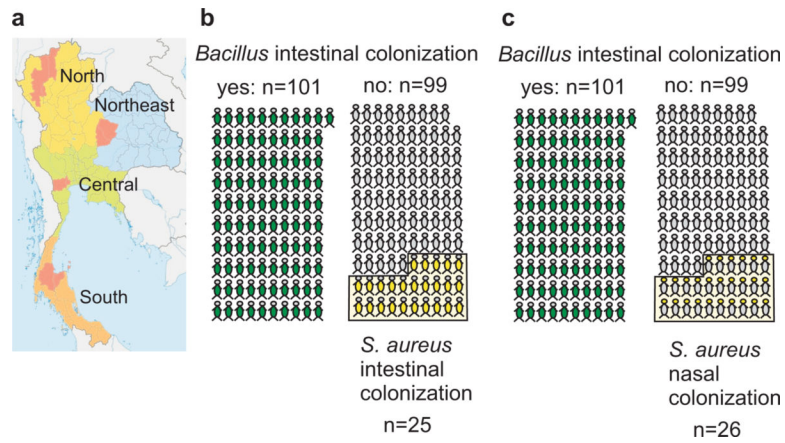 a
North
Northeast
Central
South
b
Bacillus intestinal colonization
yes: n=101
no: n=99
S. aureus
intestinal
colonization
n=25
c
Bacillus intestinal colonization
yes: n=101
no: n=99
S. aureus
nasal
colonization
n=26